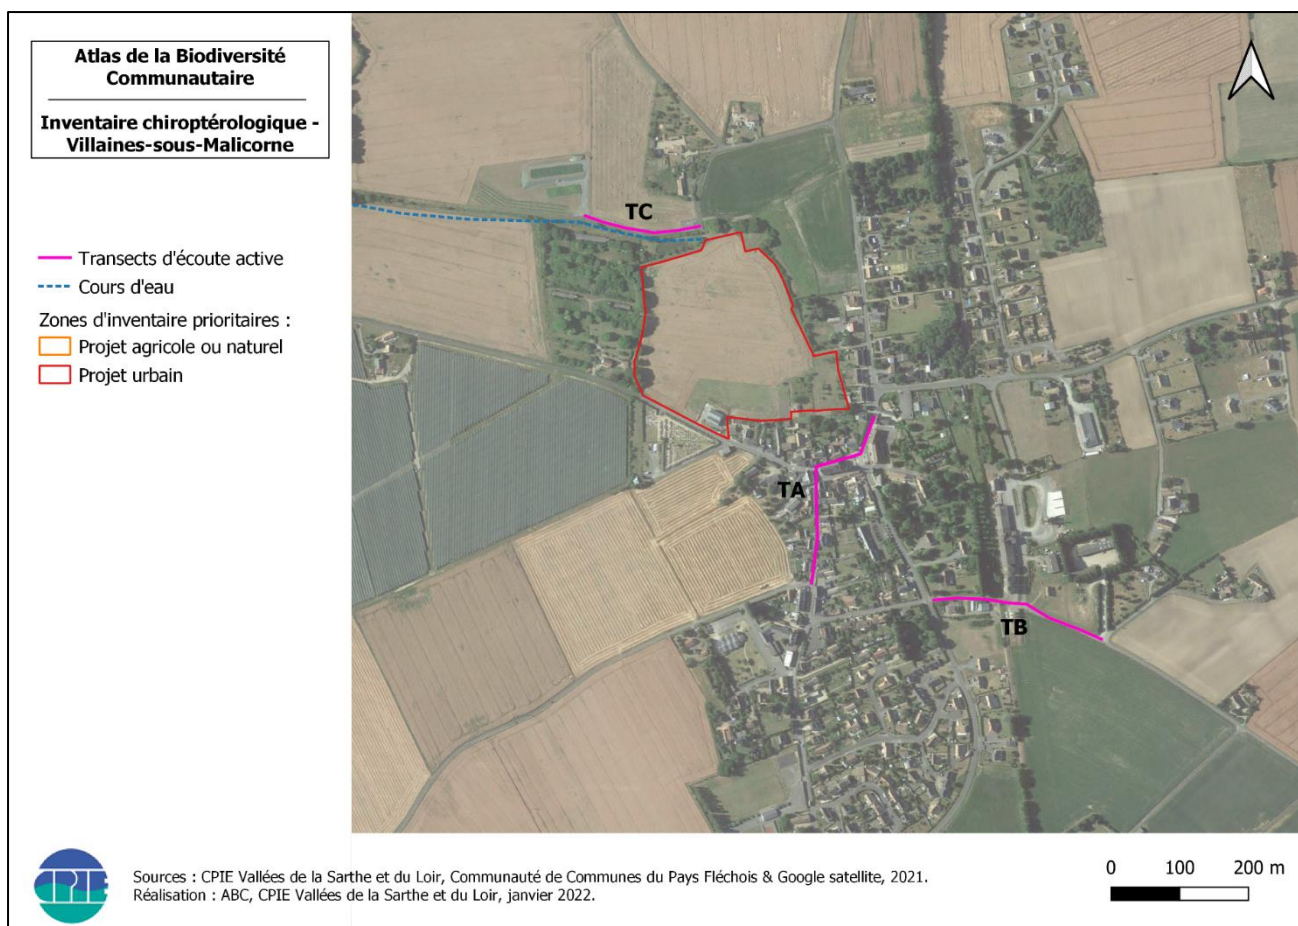 Atlas de la Biodiversité
Communautaire
Inventaire chiroptérologique -
Villaines-sous-Malicorne
Transects d'écoute active
Cours d'eau
Zones d'inventaire prioritaires :
Projet agricole ou naturel
Projet urbain
TC
TA
TB
CPIE
Sources : CPIE Vallées de la Sarthe et du Loir, Communauté de Communes du Pays Fléchois & Google satellite, 2021.
Réalisation : ABC, CPIE Vallées de la Sarthe et du Loir, janvier 2022.
0 100 200 m